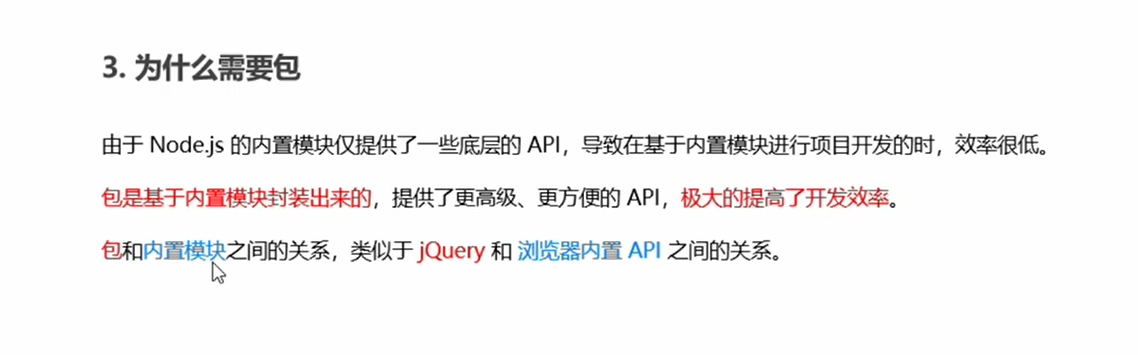 3. 为什么需要包
由于 Node.js 的内置模块仅提供了一些底层的 API，导致在基于内置模块进行项目开发的时，效率很低。
包是基于内置模块封装出来的，提供了更高级、更方便的 API，极大的提高了开发效率。
包和内置模块之间的关系，类似于 jQuery 和 浏览器内置 API 之间的关系。